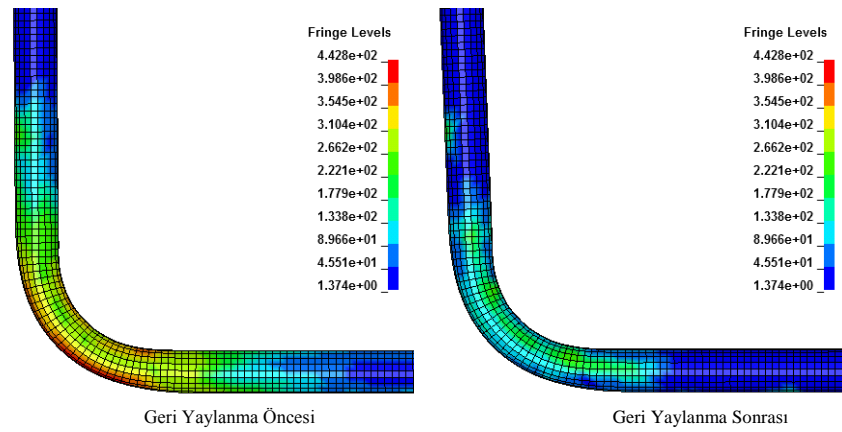 Fringe Levels
4.428e+02
3.986e+02
3.545e+02
3.104e+02
2.662e+02
2.221e+02
1.779e+02
1.338e+02
8.966e+01
4.551e+01
1.374e+00
Geri Yaylanma Öncesi
Fringe Levels
4.428e+02
3.986e+02
3.545e+02
3.104e+02
2.662e+02
2.221e+02
1.779e+02
1.338e+02
8.966e+01
4.551e+01
1.374e+00
Geri Yaylanma Sonrası